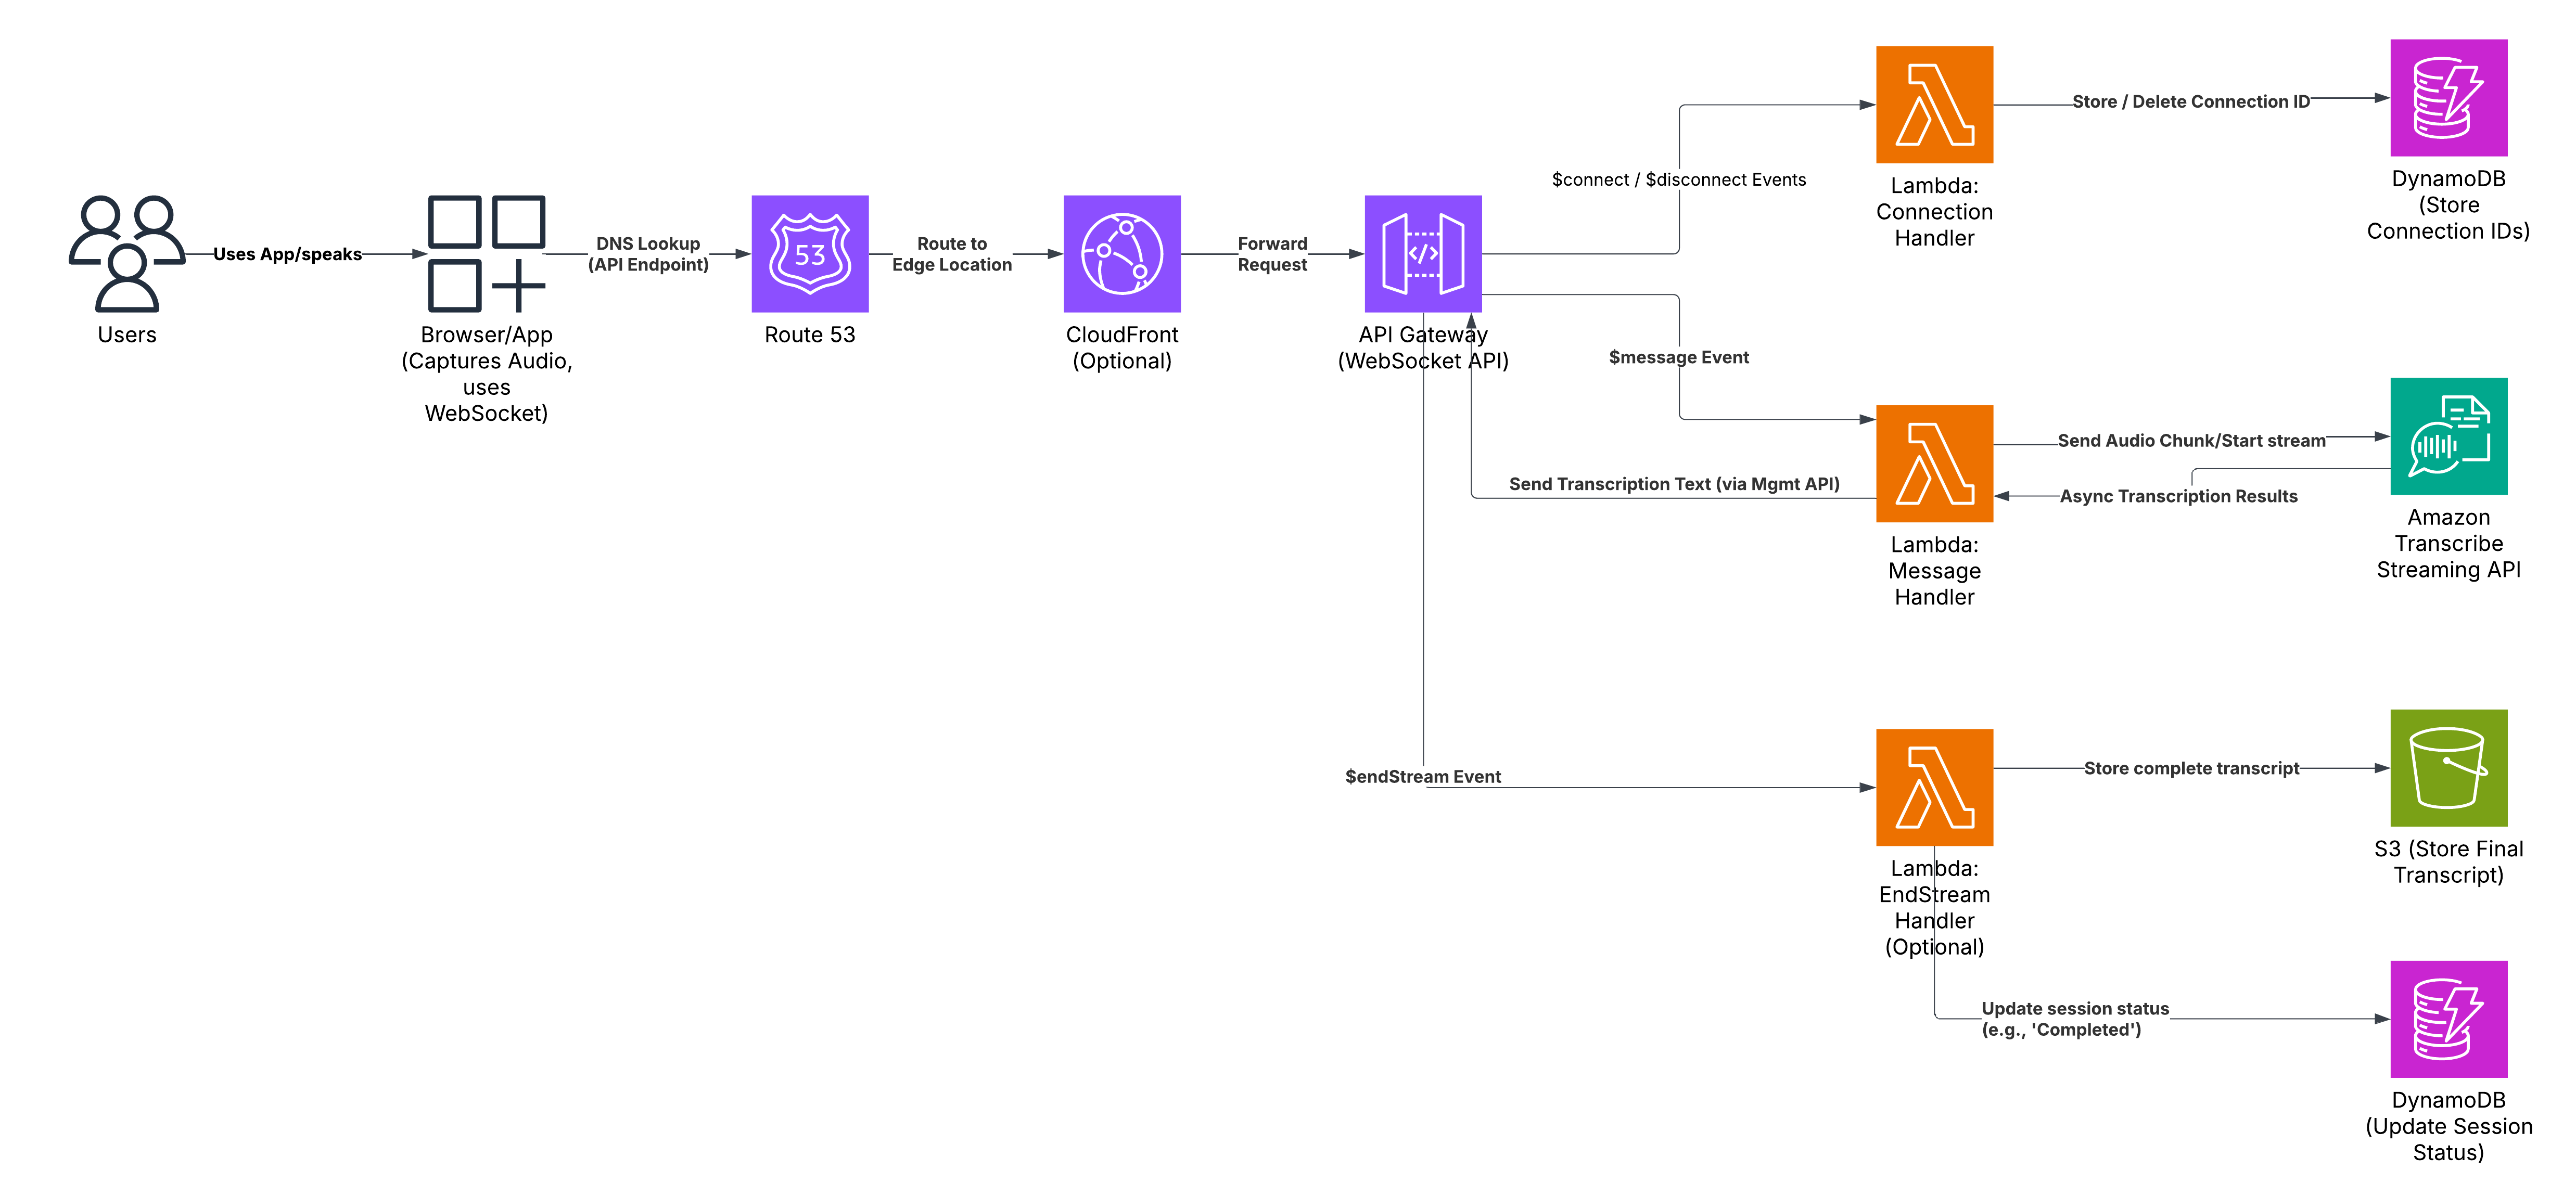 Uses App/speaks
Users
Browser/App
(Captures Audio,
uses
WebSocket)
DNS Lookup
(API Endpoint)
53
Route 53
Route to
Edge Location
CloudFront
(Optional)
Forward
Request
API Gateway
(WebSocket API)
$connect / $disconnect Events
Lambda:
Connection
Handler
Store / Delete Connection ID
DynamoDB
(Store
Connection IDs)
$message Event
Send Transcription Text (via Mgmt API)
Lambda:
Message
Handler
Send Audio Chunk/Start stream
Async Transcription Results
Amazon
Transcribe
Streaming API
$endStream Event
Lambda:
EndStream
Handler
(Optional)
Store complete transcript
S3 (Store Final
Transcript)
Update session status
(e.g., 'Completed')
DynamoDB
(Update Session
Status)